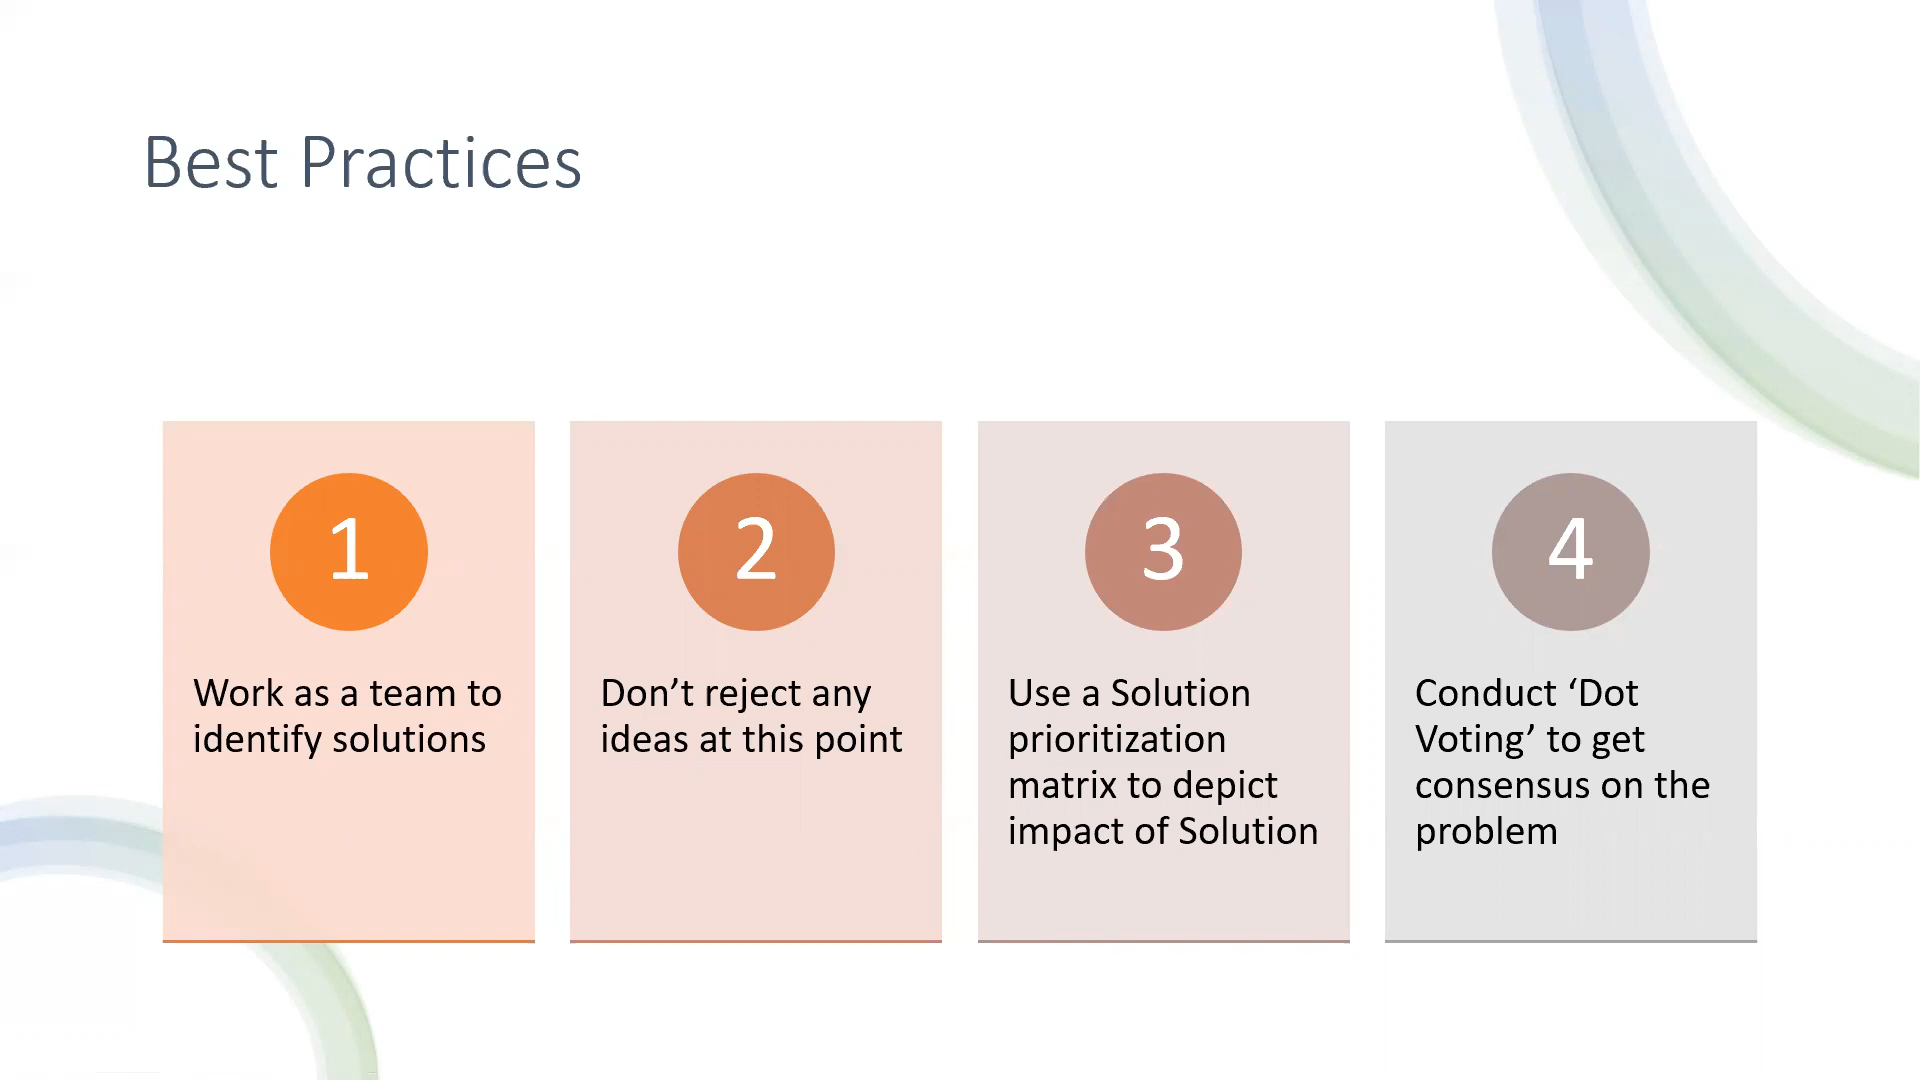 Best Practices
1
Work as a team to
identify solutions
2
Don’t reject any
ideas at this point
3
Use a Solution
prioritization
matrix to depict
impact of Solution
4
Conduct ‘Dot
Voting’ to get
consensus on the
problem